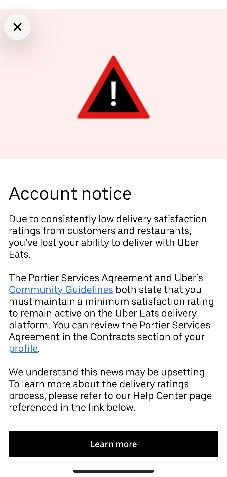 Account notice
Due to consistently low delivery satisfaction
ratings from customers and restaurants,
you've lost your ability to deliver with Uber
Eats.
The Portier Services Agreement and Uber's
Community Guidelines both state that you
must maintain a minimum satisfaction rating
to remain active on the Uber Eats delivery
platform. You can review the Portier Services
Agreement in the Contracts section of your
profile.
We understand this news may be upsetting.
To learn more about the delivery ratings
process, please refer to our Help Center page
referenced in the link below.
Learn more